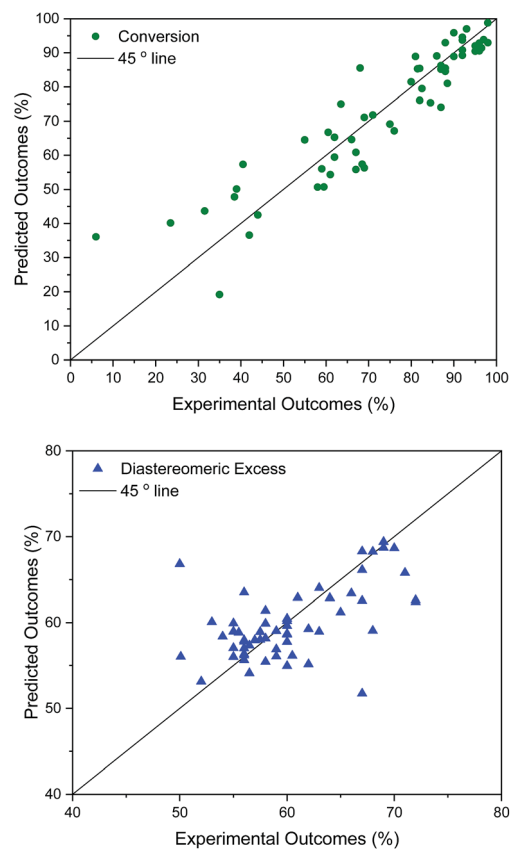 100
90
80
70
60
50
40
30
20
10
0
Predicted Outcomes (%)
Conversion
45 º line
0 10 20 30 40 50 60 70 80 90 100
Experimental Outcomes (%)
80
70
60
50
40
Predicted Outcomes (%)
Diastereomeric Excess
45 º line
40 50 60 70 80
Experimental Outcomes (%)